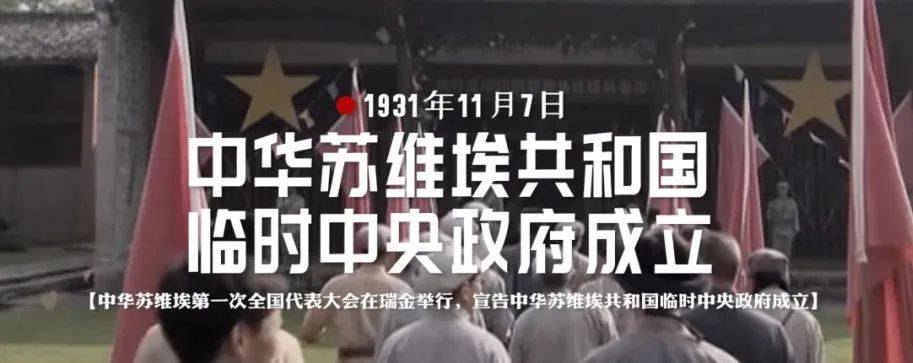 1931年11月7日
中华苏维埃共和国
临时中央政府成立
【中华苏维埃第一次全国代表大会在瑞金举行，宣告中华苏维埃共和国临时中央政府成立】